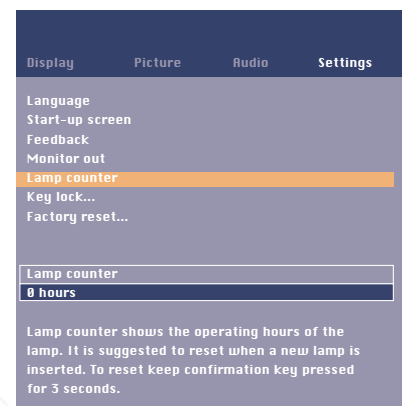 Display Picture Audio Settings
Language
Start-up screen
Feedback
Monitor out
Lamp counter
Key lock...
Factory reset...
Lamp counter
0 hours
Lamp counter shows the operating hours of the
lamp. It is suggested to reset when a new lamp is
inserted. To reset keep confirmation key pressed
for 3 seconds.